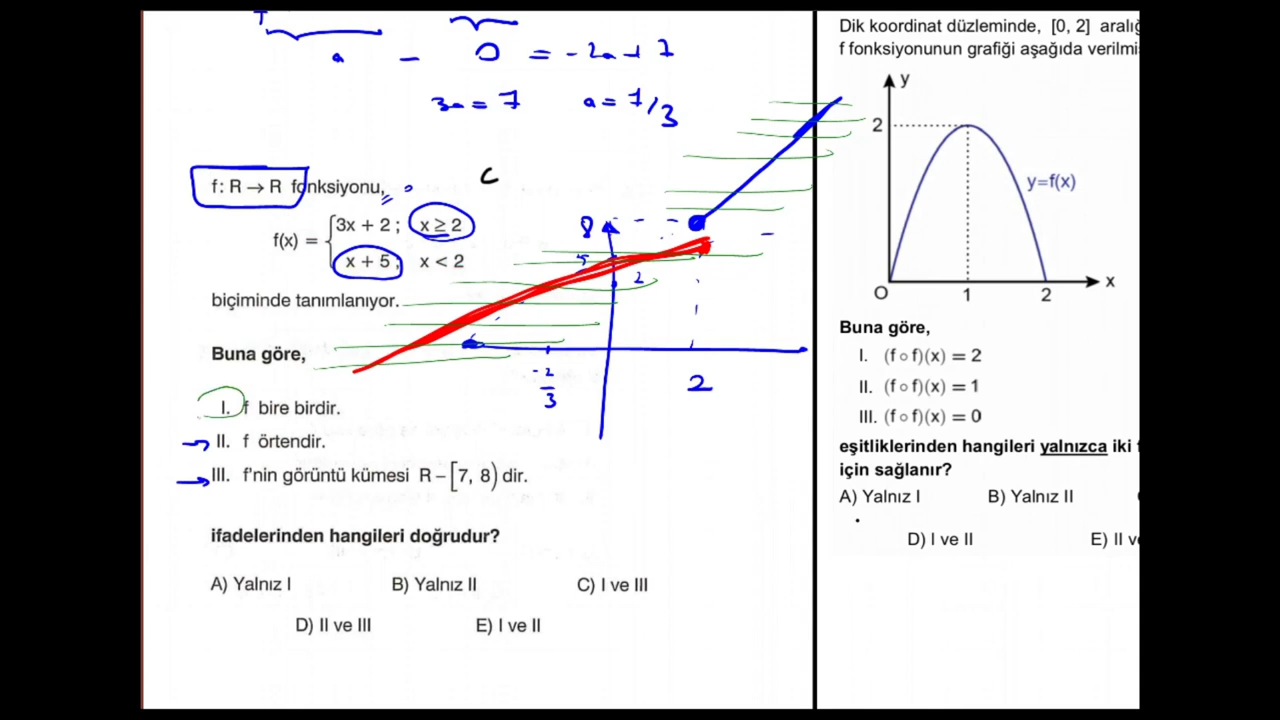 a - 0 = -2a + 7
3a = 7 a = 7/3
f: R → R fonksiyonu,
c
f(x) = { 3x + 2 ; x ≥ 2
x + 5 ; x < 2
biçiminde tanımlanıyor.
8
5
2
-2/3
2
Buna göre,
I. f bire birdir.
II. f örtendir.
III. f'nin görüntü kümesi R – [7, 8) dir.
ifadelerinden hangileri doğrudur?
A) Yalnız I B) Yalnız II C) I ve III
D) II ve III E) I ve II
Dik koordinat düzleminde, [0, 2]
f fonksiyonunun grafiği aşağıda
y
2
y=f(x)
O 1 2 x
Buna göre,
I. (f∘f)(x) = 2
II. (f∘f)(x) = 1
III. (f∘f)(x) = 0
eşitliklerinden hangileri yalnızca iki
için sağlanır?
A) Yalnız I B) Yalnız II
D) I ve II E) II